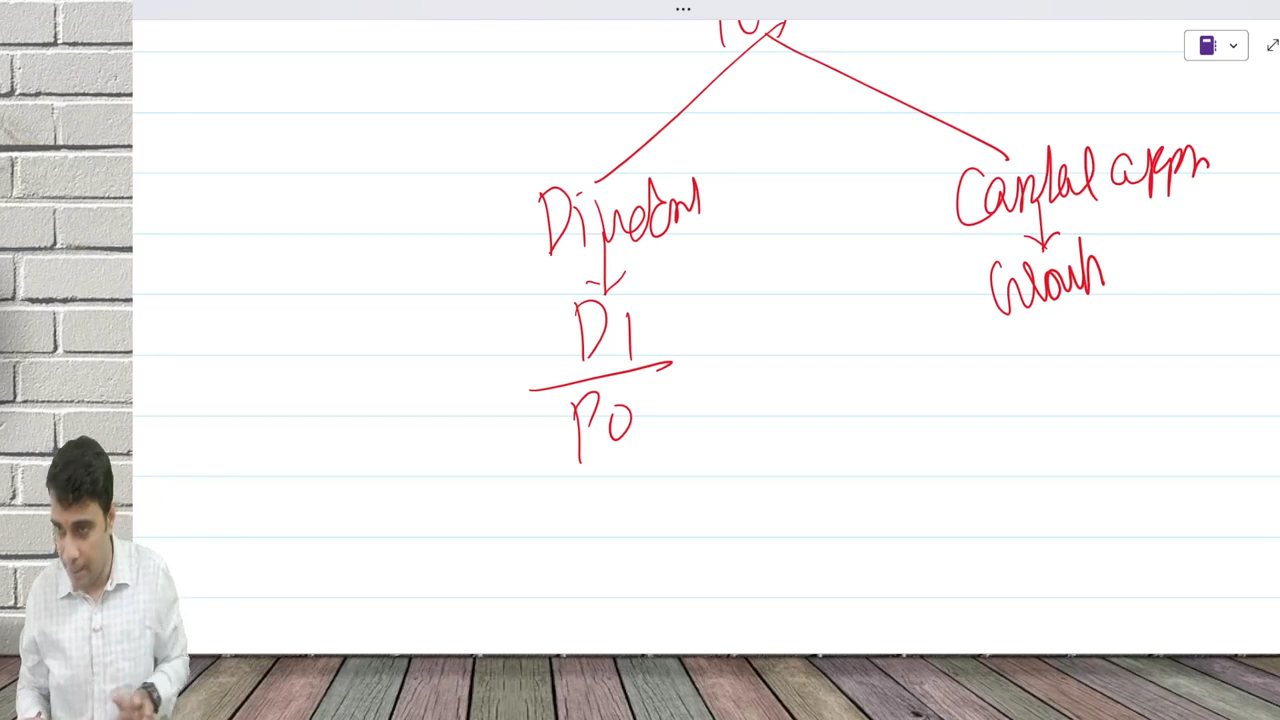 Dividend
Capital appn
Growth
D1
P0